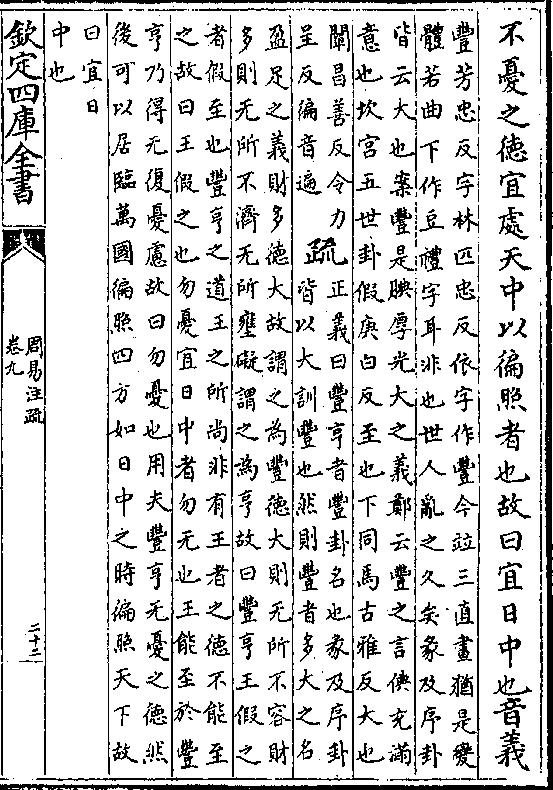 不憂之德宜處天中以徧照者也故曰宜日中也音義
豐芳忠反字林匹忠反依字作豐今竝三直畫猶是變
體若曲下作豆禮字耳非也世人亂之久矣彖及序卦
皆云大也案豐是腆厚光大之義鄭云豐之言倎充滿
意也坎宮五世卦假庚白反至也下同馬古雅反大也
闡昌善反令力
呈反徧音遍
疏
正義曰豐亨者豐卦名也彖及序卦
皆以大訓豐也然則豐者多大之名
盈足之義財多德大故謂之為豐德大則无所不容財
多則无所不濟无所壅礙謂之為亨故曰豐亨王假之
者假至也豐亨之道王之所尚非有王者之德不能至
之故曰王假之也勿憂宜日中者勿无也王能至於豐
亨乃得无復憂慮故曰勿憂也用夫豐亨无憂之德然
後可以居臨萬國徧照四方如日中之時徧照天下故
曰宜日
中也
欽定四庫全書
周易注疏
卷九
二十二